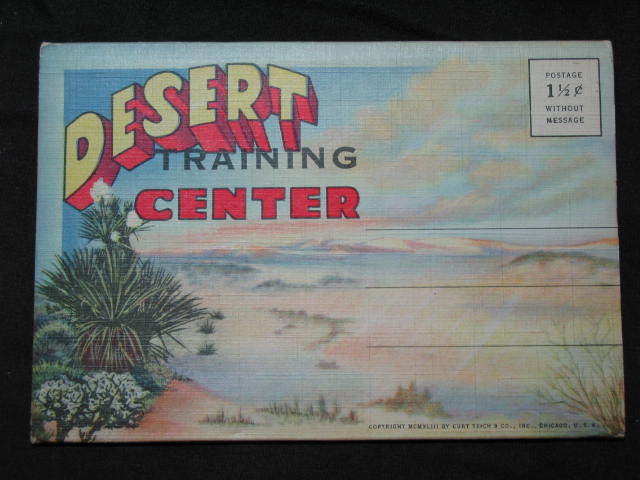 DESERT
TRAINING
CENTER
POSTAGE
1½¢
WITHOUT
MESSAGE
COPYRIGHT MCMXLIII BY CURT TEICH & CO., INC., CHICAGO, U.S.A.